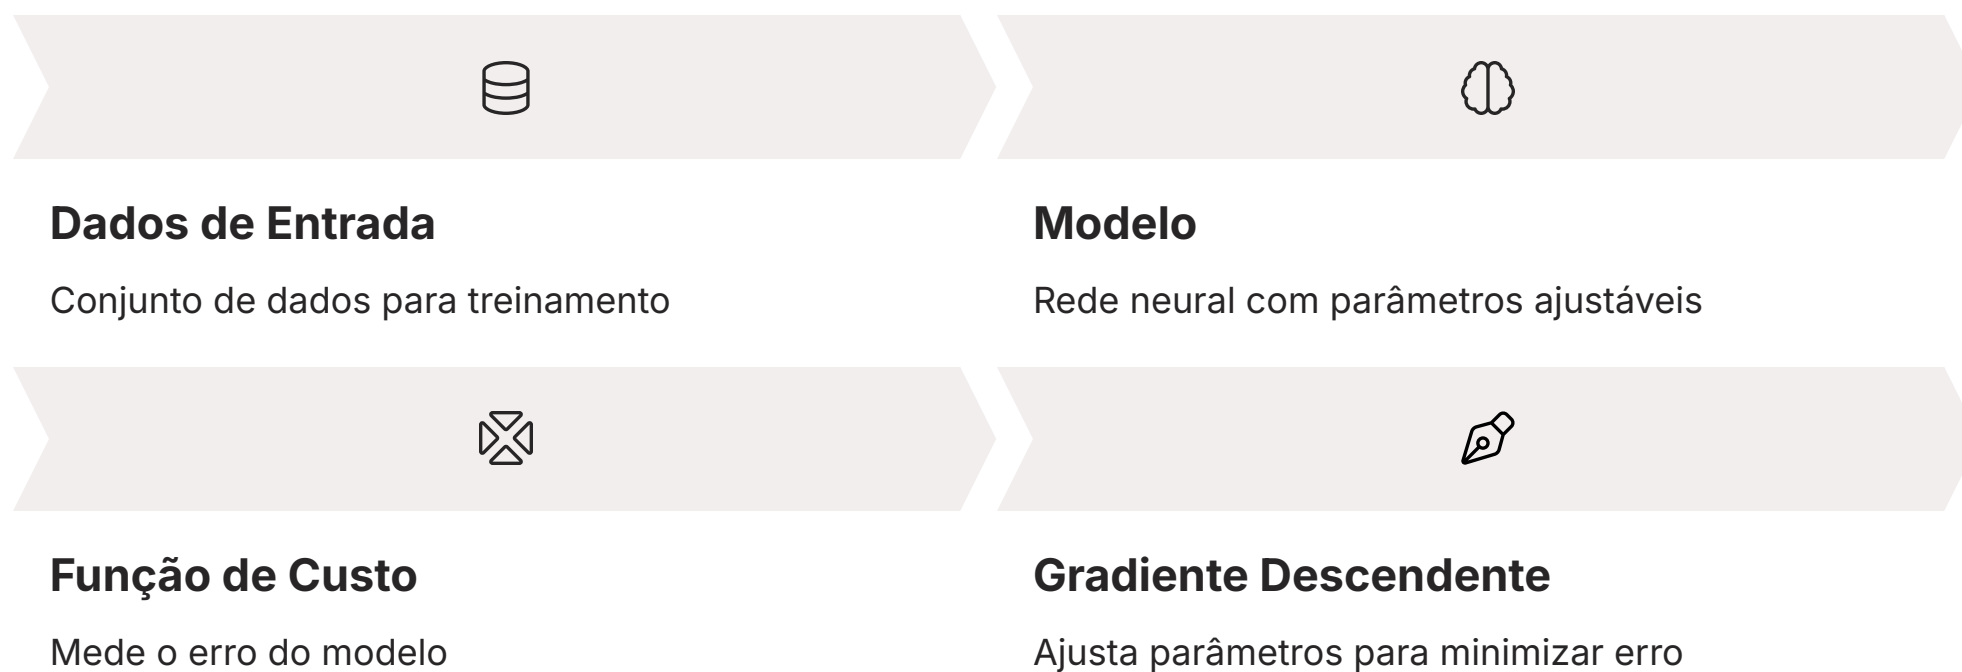 Dados de Entrada
Conjunto de dados para treinamento
Modelo
Rede neural com parâmetros ajustáveis
Função de Custo
Mede o erro do modelo
Gradiente Descendente
Ajusta parâmetros para minimizar erro